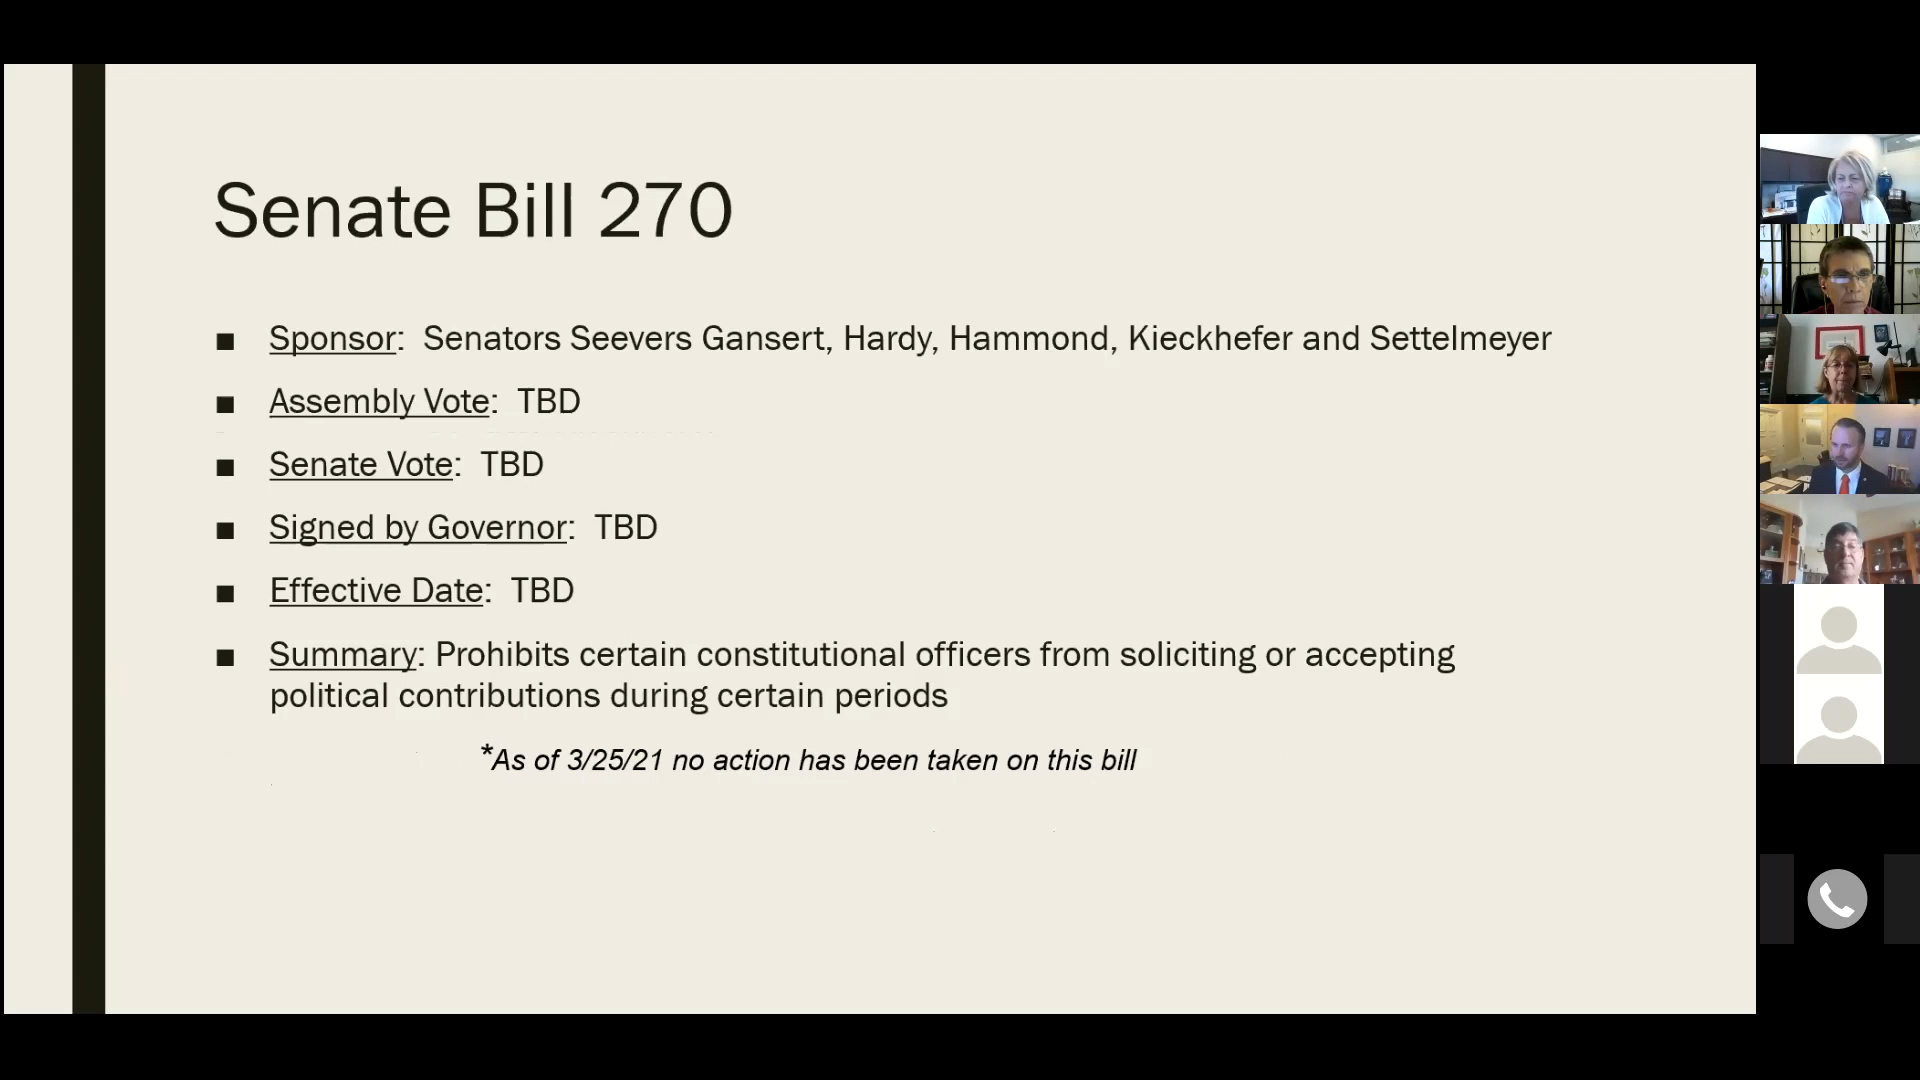 Senate Bill 270
■ Sponsor: Senators Seevers Gansert, Hardy, Hammond, Kieckhefer and Settelmeyer
■ Assembly Vote: TBD
■ Senate Vote: TBD
■ Signed by Governor: TBD
■ Effective Date: TBD
■ Summary: Prohibits certain constitutional officers from soliciting or accepting
political contributions during certain periods
*As of 3/25/21 no action has been taken on this bill